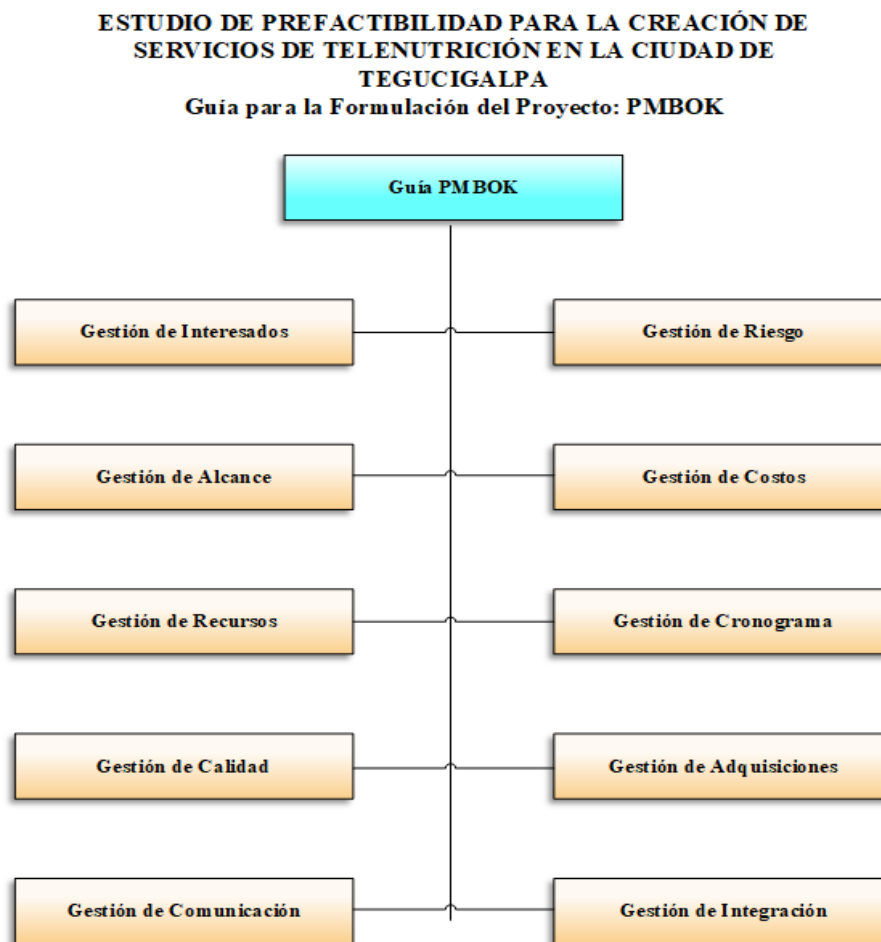 ESTUDIO DE PREFACTIBILIDAD PARA LA CREACIÓN DE
SERVICIOS DE TELENUTRICIÓN EN LA CIUDAD DE
TEGUCIGALPA
Guía para la Formulación del Proyecto: PMBOK
Guía PMBOK
Gestión de Interesados
Gestión de Riesgo
Gestión de Alcance
Gestión de Costos
Gestión de Recursos
Gestión de Cronograma
Gestión de Calidad
Gestión de Adquisiciones
Gestión de Comunicación
Gestión de Integración